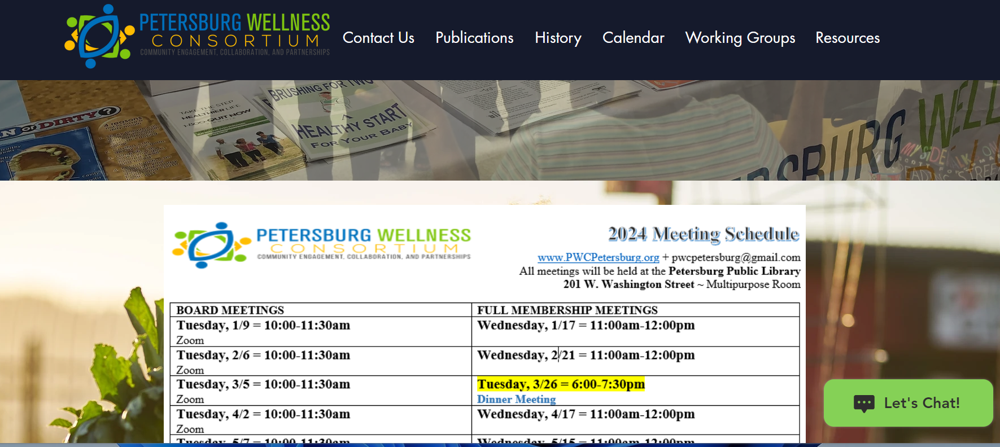 PETERSBURG WELLNESS
CONSORTIUM
COMMUNITY ENGAGEMENT, COLLABORATION, AND PARTNERSHIPS
Contact Us
Publications
History
Calendar
Working Groups
Resources
OR DIRTY?
4 reasons
TAKE THE STEP
HEALTHIER LIFE
1-800-QUIT NOW
BRUSHING FOR TWO
A
HEALTHY START
FOR YOUR BABY
PETERSBURG WELLNESS
CONSORTIUM
COMMUNITY ENGAGEMENT, COLLABORATION, AND PARTNERSHIPS
2024 Meeting Schedule
www.PWCPetersburg.org + pwcpetersburg@gmail.com
All meetings will be held at the Petersburg Public Library
201 W. Washington Street ~ Multipurpose Room
BOARD MEETINGS
FULL MEMBERSHIP MEETINGS
Tuesday, 1/9 = 10:00-11:30am
Zoom
Wednesday, 1/17 = 11:00am-12:00pm
Tuesday, 2/6 = 10:00-11:30am
Zoom
Wednesday, 2/21 = 11:00am-12:00pm
Tuesday, 3/5 = 10:00-11:30am
Zoom
Tuesday, 3/26 = 6:00-7:30pm
Dinner Meeting
Tuesday, 4/2 = 10:00-11:30am
Zoom
Wednesday, 4/17 = 11:00am-12:00pm
Tuesday, 5/7 = 10:00-11:30am
Wednesday, 5/15 = 11:00am-12:00pm
Let's Chat!